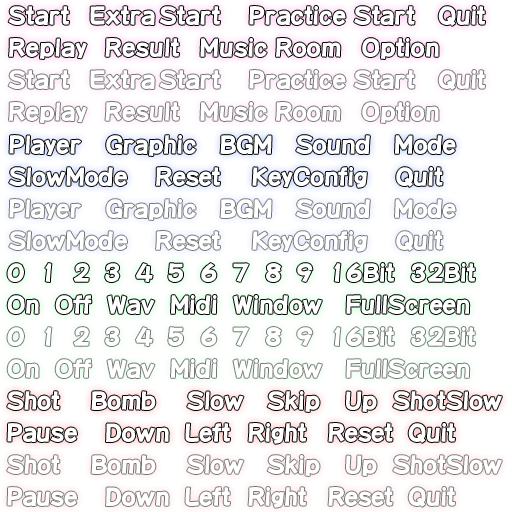 Start Extra Start Practice Start Quit
Replay Result Music Room Option
Start Extra Start Practice Start Quit
Replay Result Music Room Option
Player Graphic BGM Sound Mode
SlowMode Reset KeyConfig Quit
Player Graphic BGM Sound Mode
SlowMode Reset KeyConfig Quit
0 1 2 3 4 5 6 7 8 9 16Bit 32Bit
On Off Wav Midi Window FullScreen
0 1 2 3 4 5 6 7 8 9 16Bit 32Bit
On Off Wav Midi Window FullScreen
Shot Bomb Slow Skip Up ShotSlow
Pause Down Left Right Reset Quit
Shot Bomb Slow Skip Up ShotSlow
Pause Down Left Right Reset Quit